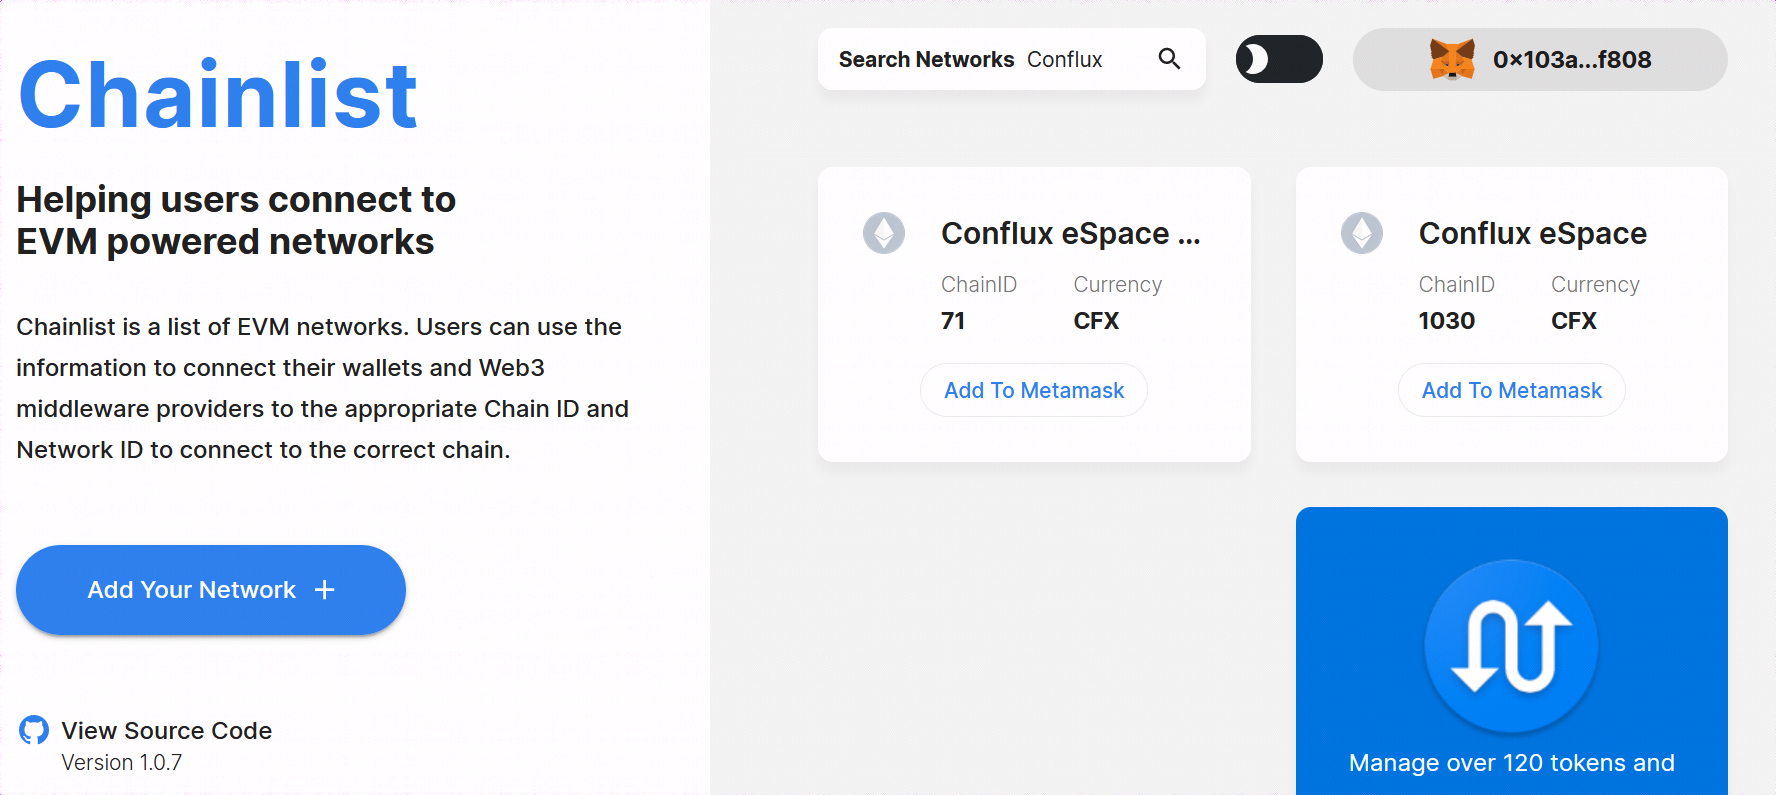 Chainlist
Helping users connect to
EVM powered networks
Chainlist is a list of EVM networks. Users can use the
information to connect their wallets and Web3
middleware providers to the appropriate Chain ID and
Network ID to connect to the correct chain.
Add Your Network +
View Source Code
Version 1.0.7
Search Networks Conflux
0×103a...f808
Conflux eSpace ...
ChainID Currency
71 CFX
Add To Metamask
Conflux eSpace
ChainID Currency
1030 CFX
Add To Metamask
Manage over 120 tokens and